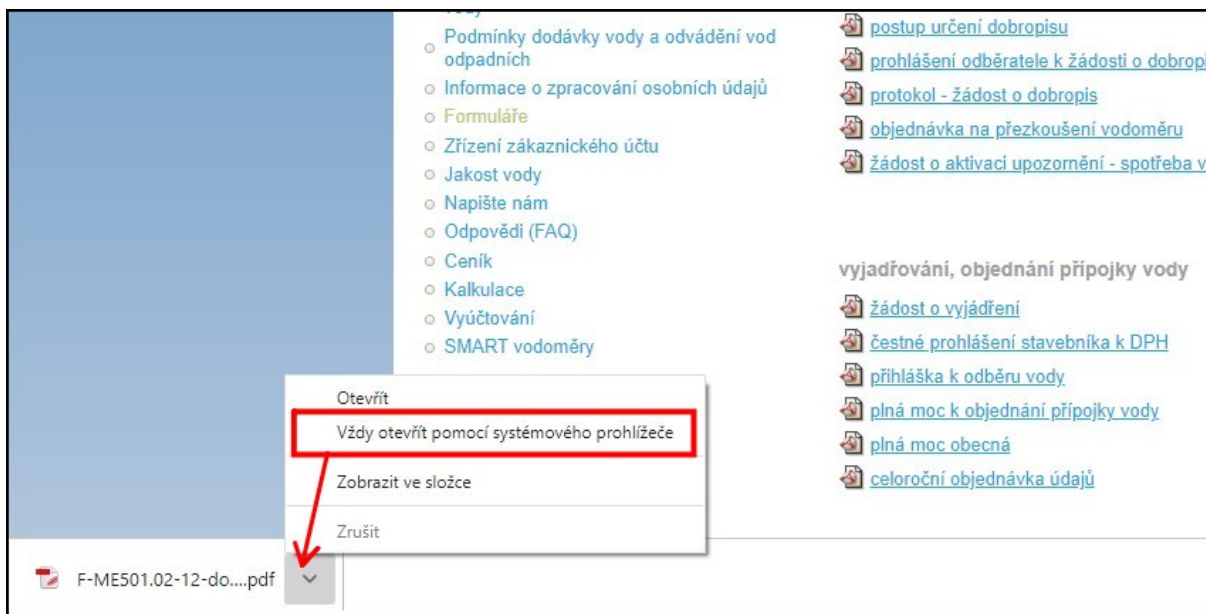 Podmínky dodávky vody a odvádění vod
odpadních
Informace o zpracování osobních údajů
Formuláře
Zřízení zákaznického účtu
Jakost vody
Napište nám
Odpovědi (FAQ)
Ceník
Kalkulace
Vyúčtování
SMART vodoměry
postup určení dobropisu
prohlášení odběratele k žádosti o dobropi
protokol - žádost o dobropis
objednávka na přezkoušení vodoměru
žádost o aktivaci upozornění - spotřeba v
vyjadřování, objednání přípojky vody
žádost o vyjádření
čestné prohlášení stavebníka k DPH
přihláška k odběru vody
plná moc k objednání přípojky vody
plná moc obecná
celoroční objednávka údajů
Otevřít
Vždy otevřít pomocí systémového prohlížeče
Zobrazit ve složce
Zrušit
F-ME501.02-12-do....pdf